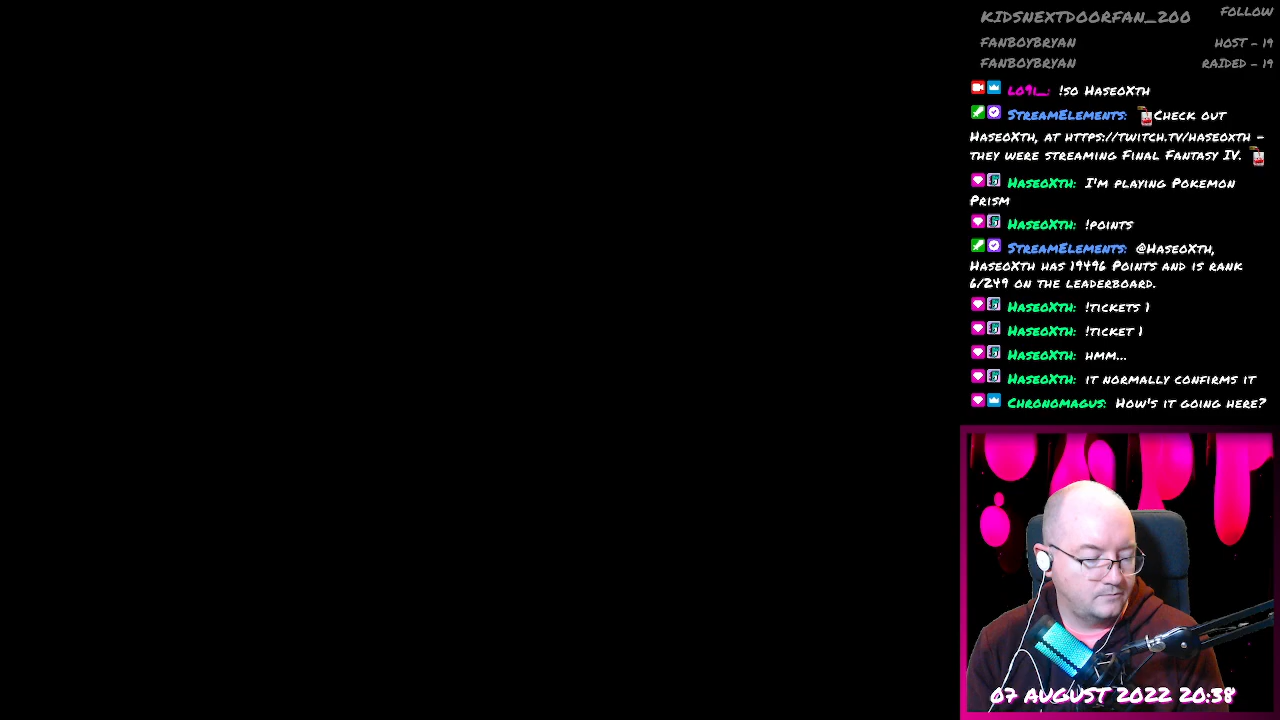 KIDSNEXTDOORFAN_200 FOLLOW
FANBOYBRYAN HOST - 19
FANBOYBRYAN RAIDED - 19
LO9I_: !SO HASEOXTH
STREAMELEMENTS: CHECK OUT
HASEOXTH, AT HTTPS://TWITCH.TV/HASEOXTH -
THEY WERE STREAMING FINAL FANTASY IV.
HASEOXTH: I'M PLAYING POKEMON
PRISM
HASEOXTH: !POINTS
STREAMELEMENTS: @HASEOXTH,
HASEOXTH HAS 19496 POINTS AND IS RANK
6/249 ON THE LEADERBOARD.
HASEOXTH: !TICKETS 1
HASEOXTH: !TICKET 1
HASEOXTH: HMM...
HASEOXTH: IT NORMALLY CONFIRMS IT
CHRONOMAGUS: HOW'S IT GOING HERE?
07 AUGUST 2022 20:38